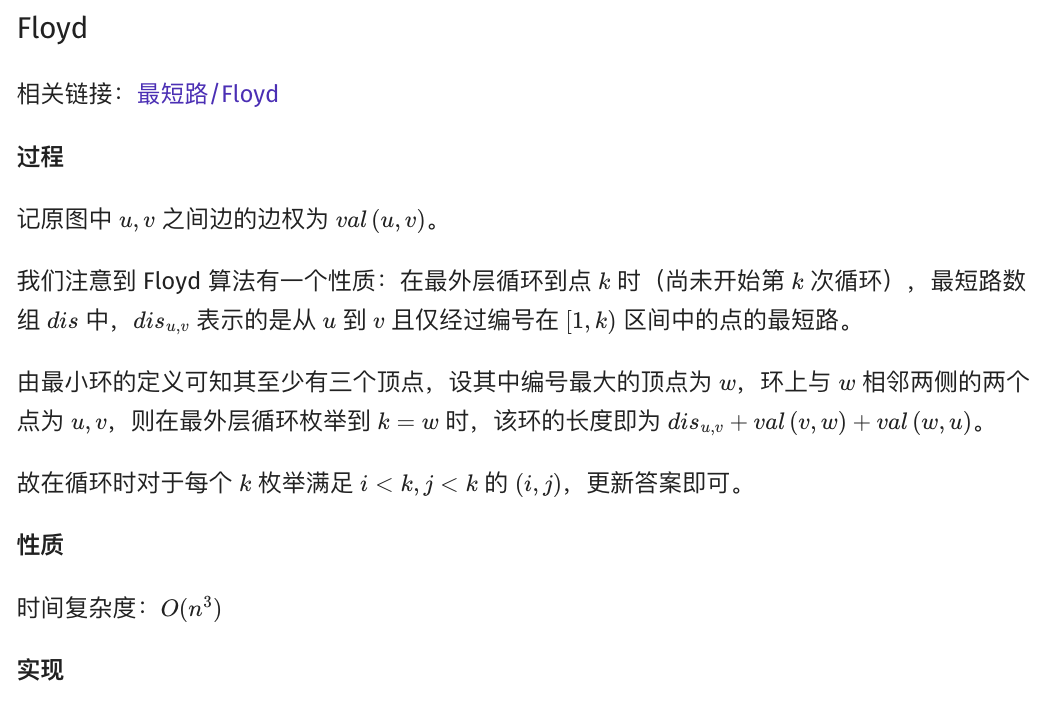 Floyd
相关链接：最短路/Floyd
过程
记原图中 u, v 之间边的边权为 val (u, v)。
我们注意到 Floyd 算法有一个性质：在最外层循环到点 k 时（尚未开始第 k 次循环），最短路数
组 dis 中，dis_{u,v} 表示的是从 u 到 v 且仅经过编号在 [1, k) 区间中的点的最短路。
由最小环的定义可知其至少有三个顶点，设其中编号最大的顶点为 w，环上与 w 相邻两侧的两个
点为 u, v，则在最外层循环枚举到 k = w 时，该环的长度即为 dis_{u,v} + val (v, w) + val (w, u)。
故在循环时对于每个 k 枚举满足 i < k, j < k 的 (i, j)，更新答案即可。
性质
时间复杂度：O(n³)
实现